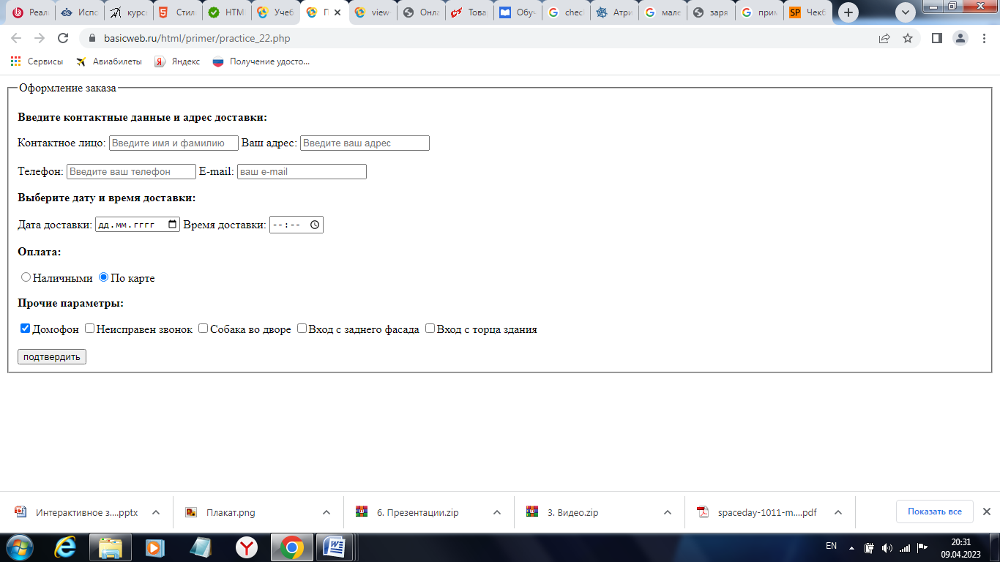 Реали
Испо
курс
Стил
HTM
Учеб
П
view-
Онла
Това
Обуч
chec
Атри
мале
заря
прим
SP Чекб
basicweb.ru/html/primer/practice_22.php
Сервисы Авиабилеты Яндекс Получение удосто...
Оформление заказа
Введите контактные данные и адрес доставки:
Контактное лицо: Введите имя и фамилию Ваш адрес: Введите ваш адрес
Телефон: Введите ваш телефон E-mail: ваш e-mail
Выберите дату и время доставки:
Дата доставки: дд.мм.гггг Время доставки: --:--
Оплата:
Наличными По карте
Прочие параметры:
Домофон Неисправен звонок Собака во дворе Вход с заднего фасада Вход с торца здания
подтвердить
Интерактивное з....pptx Плакат.png 6. Презентации.zip 3. Видео.zip spaceday-1011-m....pdf Показать все
EN
20:31
09.04.2023